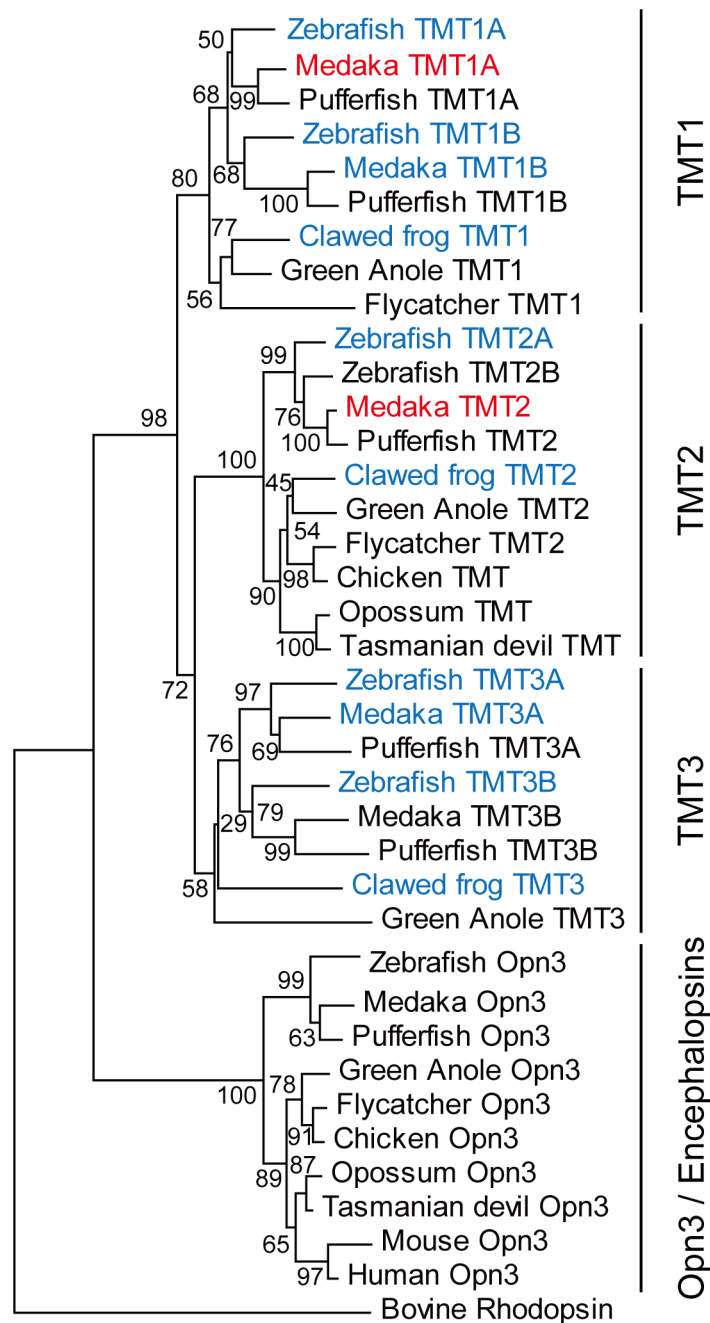 50
Zebrafish TMT1A
Medaka TMT1A
99
Pufferfish TMT1A
68
Zebrafish TMT1B
68
Medaka TMT1B
100
Pufferfish TMT1B
80
77
Clawed frog TMT1
Green Anole TMT1
56
Flycatcher TMT1
TMT1
99
Zebrafish TMT2A
Zebrafish TMT2B
76
Medaka TMT2
100
Pufferfish TMT2
98
100
45
Clawed frog TMT2
Green Anole TMT2
54
Flycatcher TMT2
98
Chicken TMT
90
Opossum TMT
100
Tasmanian devil TMT
TMT2
72
97
Zebrafish TMT3A
Medaka TMT3A
69
Pufferfish TMT3A
76
Zebrafish TMT3B
29
79
Medaka TMT3B
99
Pufferfish TMT3B
58
Clawed frog TMT3
Green Anole TMT3
TMT3
99
Zebrafish Opn3
Medaka Opn3
63
Pufferfish Opn3
100
78
Green Anole Opn3
Flycatcher Opn3
91
Chicken Opn3
89
87
Opossum Opn3
Tasmanian devil Opn3
65
Mouse Opn3
97
Human Opn3
Opn3 / Encephalopsins
Bovine Rhodopsin